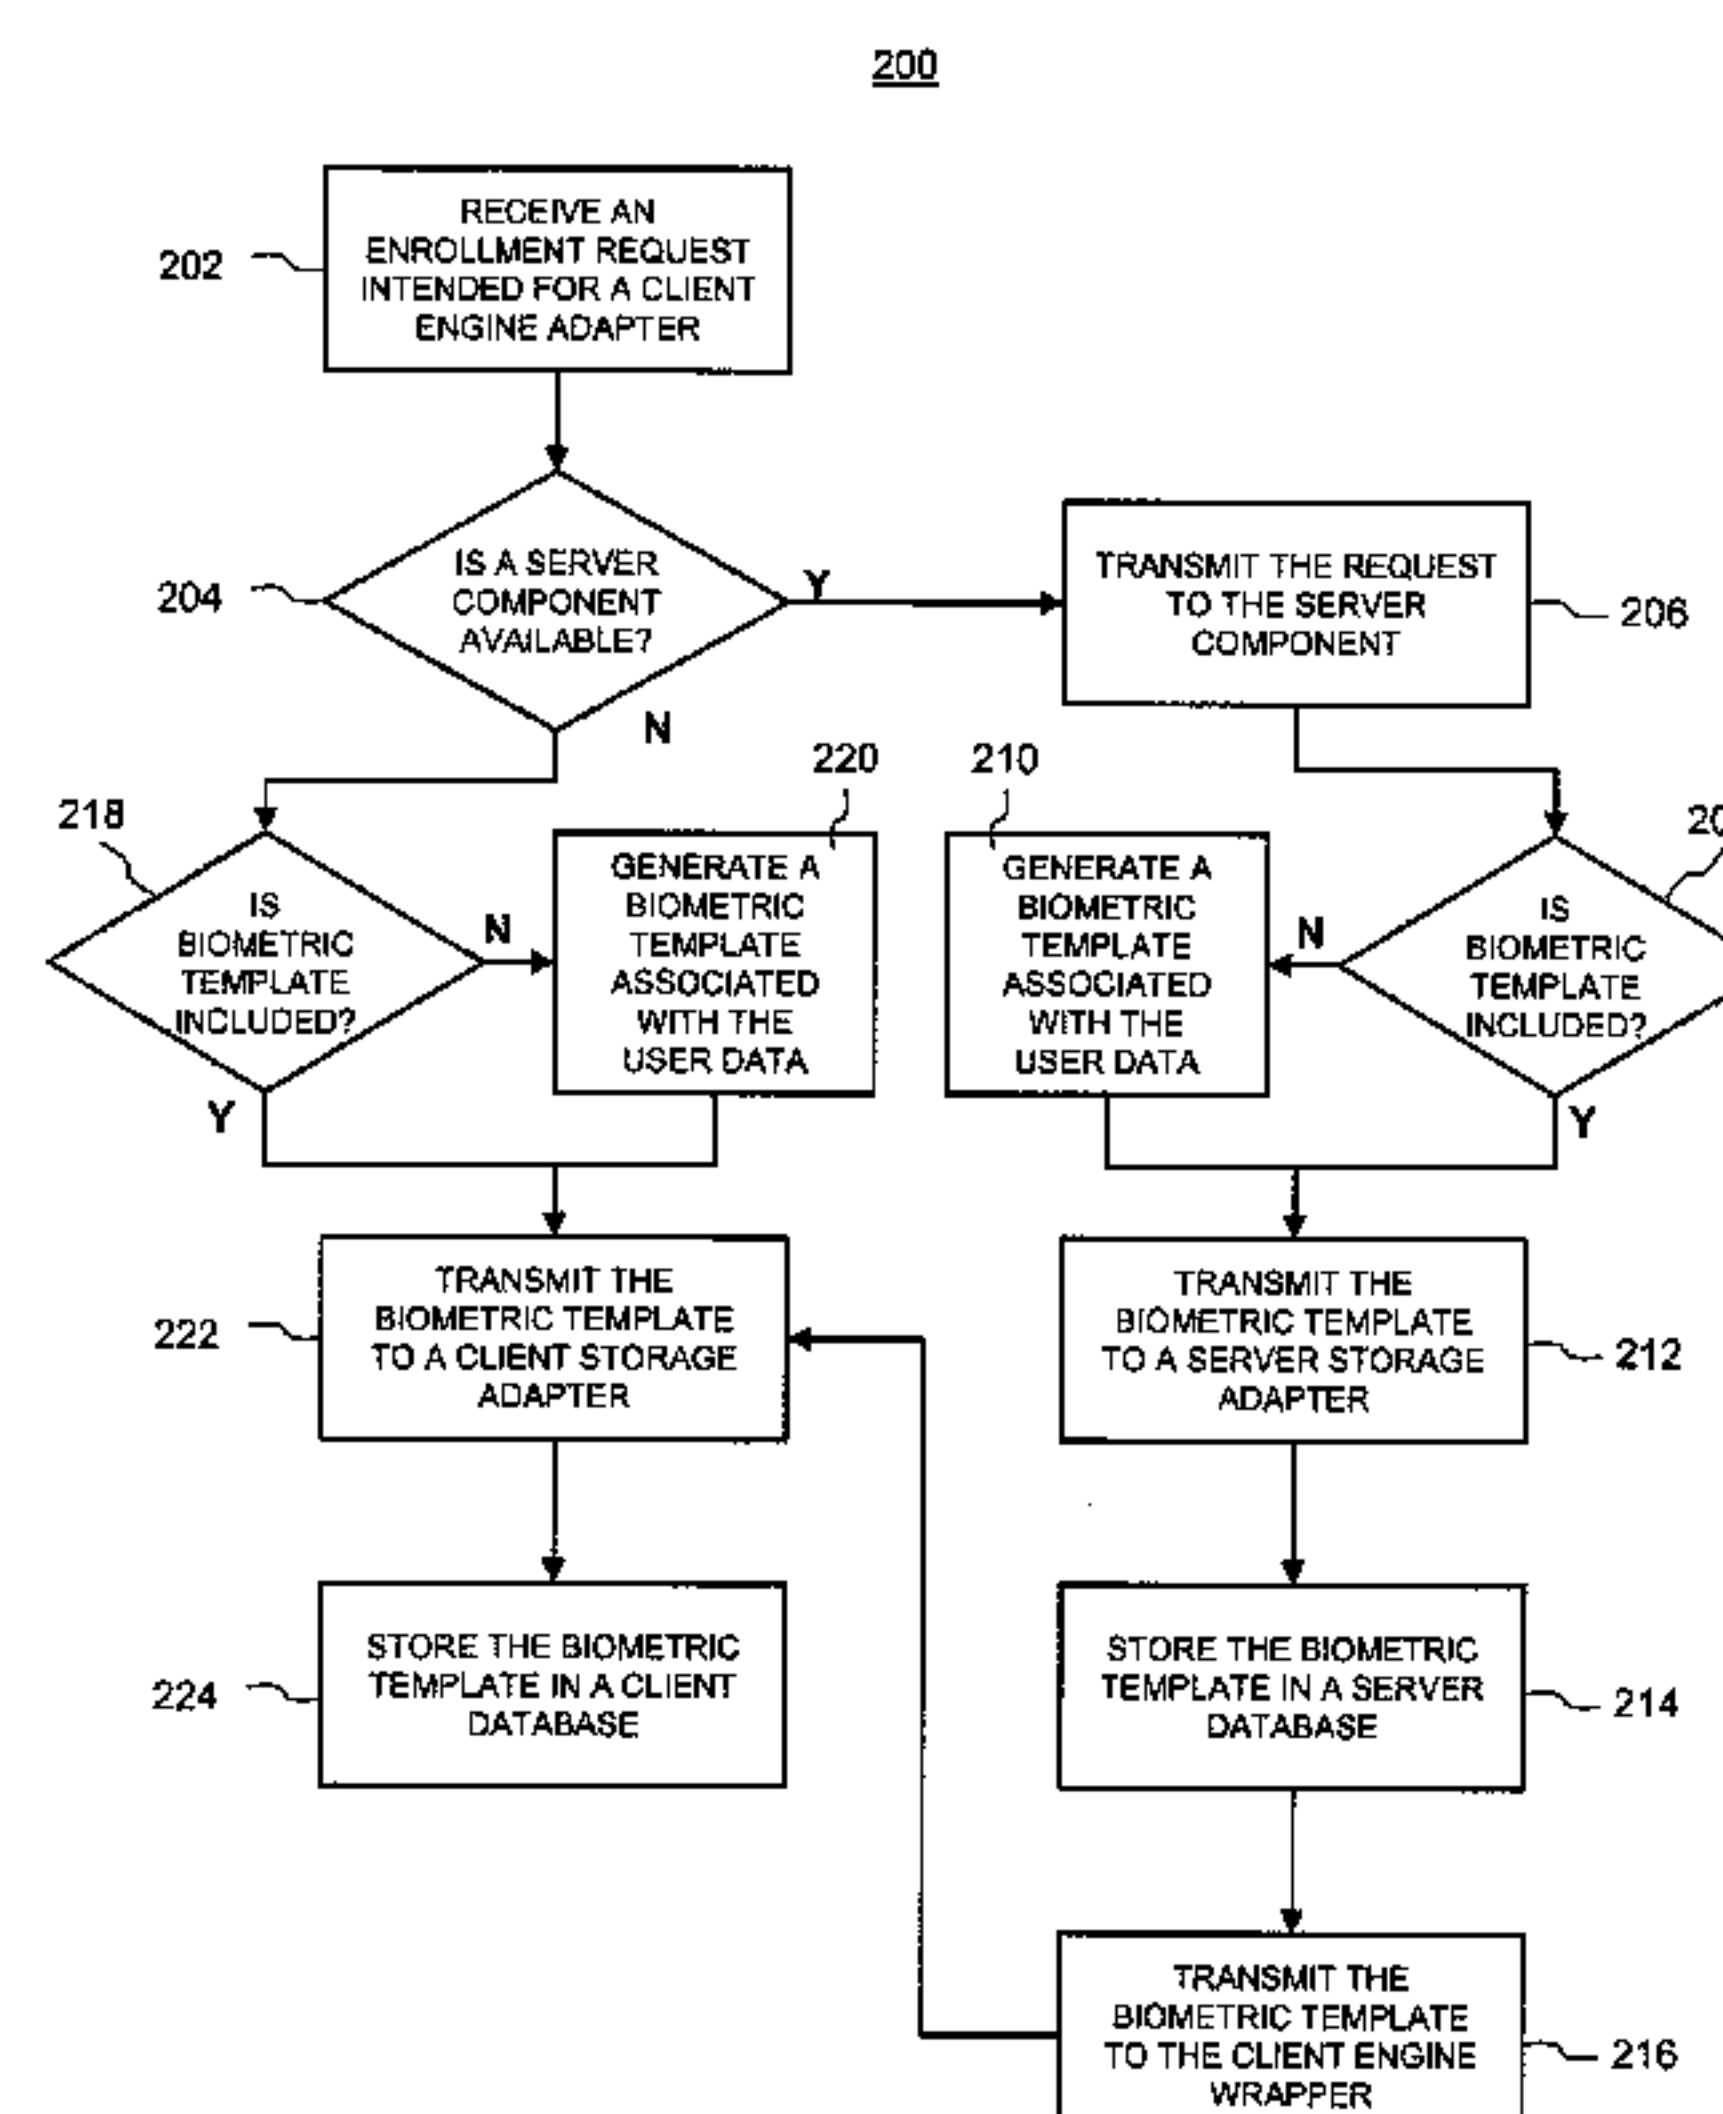 200
202
RECEIVE AN
ENROLLMENT REQUEST
INTENDED FOR A CLIENT
ENGINE ADAPTER
204
IS A SERVER
COMPONENT
AVAILABLE?
Y
N
TRANSMIT THE REQUEST
TO THE SERVER
COMPONENT
206
218
IS
BIOMETRIC
TEMPLATE
INCLUDED?
N
Y
220
GENERATE A
BIOMETRIC
TEMPLATE
ASSOCIATED
WITH THE
USER DATA
210
GENERATE A
BIOMETRIC
TEMPLATE
ASSOCIATED
WITH THE
USER DATA
N
IS
BIOMETRIC
TEMPLATE
INCLUDED?
Y
222
TRANSMIT THE
BIOMETRIC TEMPLATE
TO A CLIENT STORAGE
ADAPTER
TRANSMIT THE
BIOMETRIC TEMPLATE
TO A SERVER STORAGE
ADAPTER
212
224
STORE THE BIOMETRIC
TEMPLATE IN A CLIENT
DATABASE
STORE THE BIOMETRIC
TEMPLATE IN A SERVER
DATABASE
214
TRANSMIT THE
BIOMETRIC TEMPLATE
TO THE CLIENT ENGINE
WRAPPER
216